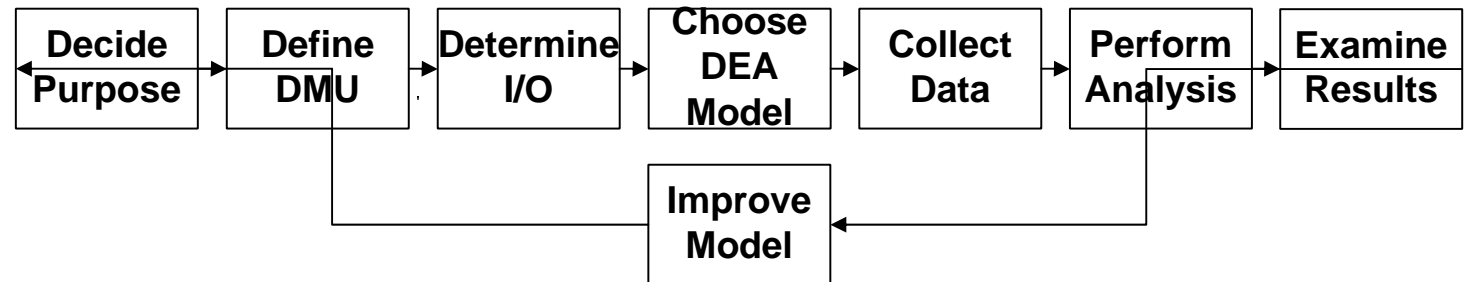 Decide
Purpose
Define
DMU
Determine
I/O
Choose
DEA
Model
Collect
Data
Perform
Analysis
Examine
Results
Improve
Model